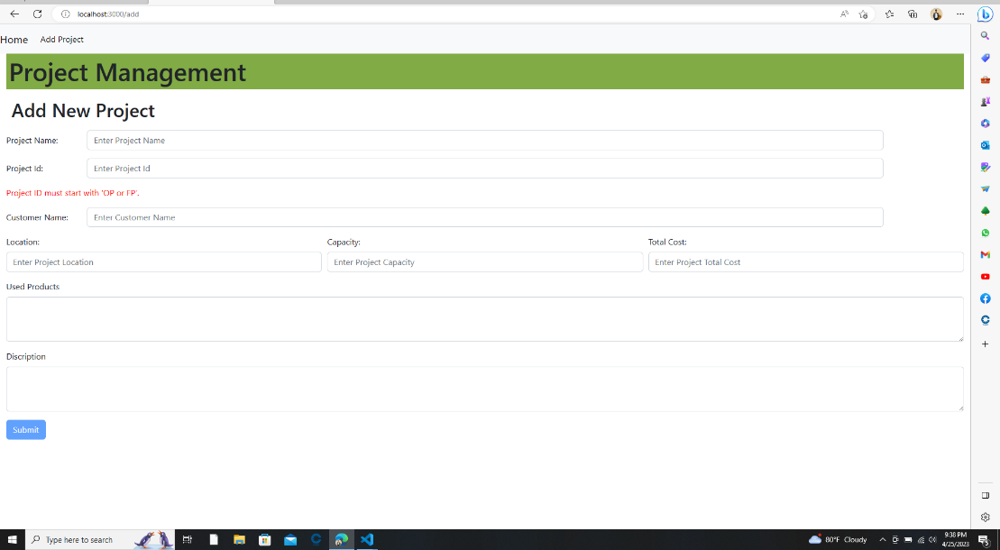 localhost:3000/add
Home Add Project
Project Management
Add New Project
Project Name: Enter Project Name
Project Id: Enter Project Id
Project ID must start with 'OP or FP'.
Customer Name: Enter Customer Name
Location: Capacity: Total Cost:
Enter Project Location Enter Project Capacity Enter Project Total Cost
Used Products
Discription
Submit
Type here to search 80°F Cloudy 9:38 PM
4/25/2023